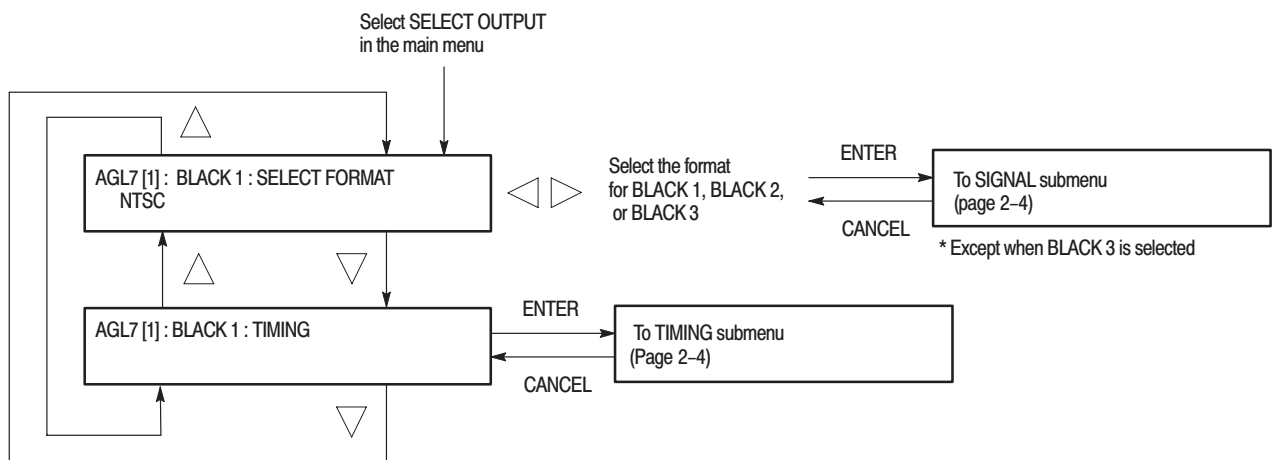 Select SELECT OUTPUT
in the main menu
AGL7 [1] : BLACK 1 : SELECT FORMAT
NTSC
Select the format
for BLACK 1, BLACK 2,
or BLACK 3
ENTER
CANCEL
To SIGNAL submenu
(page 2–4)
* Except when BLACK 3 is selected
AGL7 [1] : BLACK 1 : TIMING
ENTER
CANCEL
To TIMING submenu
(Page 2–4)